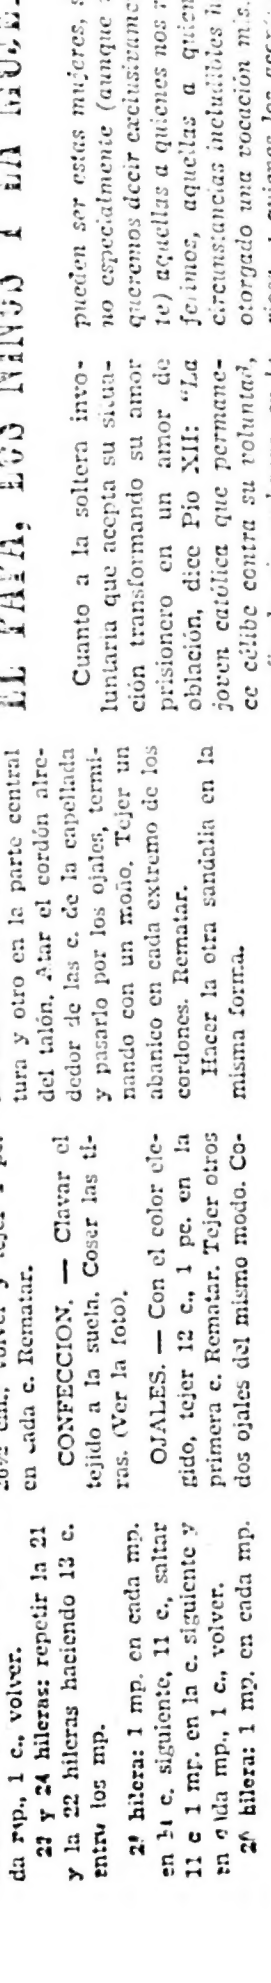 da mp., 1 c., volver.
23 y 24 hileras: repetir la 21
y la 22 hileras haciendo 13 c.
entre los mp.
2ª hilera: 1 mp. en cada mp.
en la c. siguiente, 11 c., saltar
11 c 1 mp. en la c. siguiente y
en cada mp., 1 c., volver.
hilera: 1 mp. en cada mp.
en cada c. Rematar.
CONFECCION. — Clavar el
tejido a la suela. Coser las ti-
ras. (Ver la foto).
OJALES. — Con el color ele-
gido, tejer 12 c., 1 pc. en la
primera c. Rematar. Tejer otros
dos ojales del mismo modo. Co-
tura y otro en la parte central
del talón. Atar el cordón alre-
dedor de las c. de la capellada
y pasarlo por los ojales, termi-
nando con un moño. Tejer un
abanico en cada extremo de los
cordones. Rematar.
Hacer la otra sandalia en la
misma forma.
EL PAPA, LOS NIÑOS Y LA
Cuanto a la soltera invo-
luntaria que acepta su situa-
ción transformando su amor
prisionero en un amor de
oblación, dice Pío XII: "La
joven católica que permane-
ce célibe contra su voluntad,
pueden ser estas mujeres,
no especialmente (aunque
queremos decir exclusivame
te) aquellas a quienes nos
ferimos, aquellas a quien
circunstancias ineludibles h
otorgado una vocación mis.